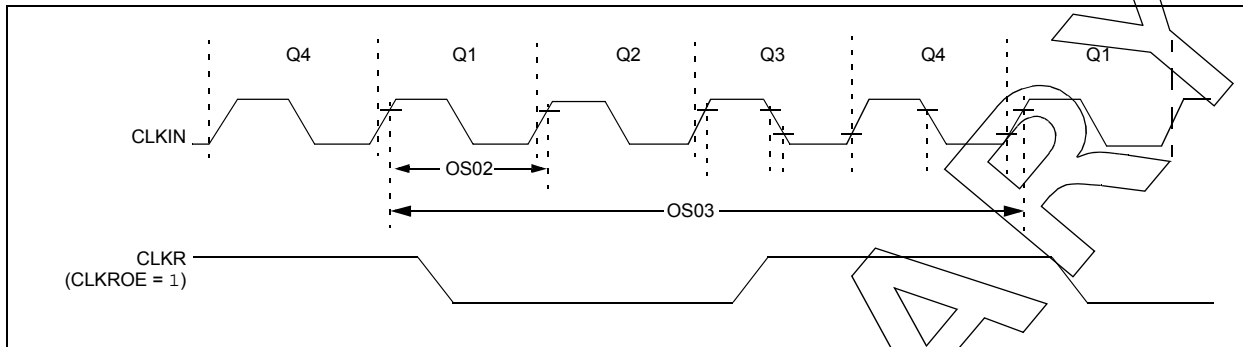 Q4 Q1 Q2 Q3 Q4 Q1
CLKIN
OS02
OS03
CLKR
(CLKROE = 1)
A R Y